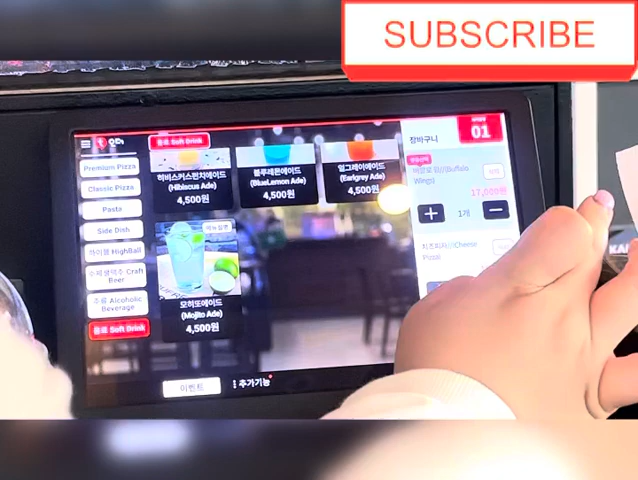 SUBSCRIBE
01
장바구니
음료 Soft Drink
Premium Pizza
Classic Pizza
Pasta
Side Dish
하이볼 HighBall
수제맥주 Craft
Beer
주류 Alcoholic
Beverage
음료 Soft Drink
히비스커스펀치에이드
(Hibiscus Ade)
4,500원
블루레몬에이드
(BlueLemon Ade)
4,500원
얼그레이에이드
(Earlgrey Ade)
4,500원
모히또에이드
(Mojito Ade)
4,500원
(Buffalo
Wings)
17,000원
1개
치즈피자(Cheese
Pizza)
이벤트
추가기능